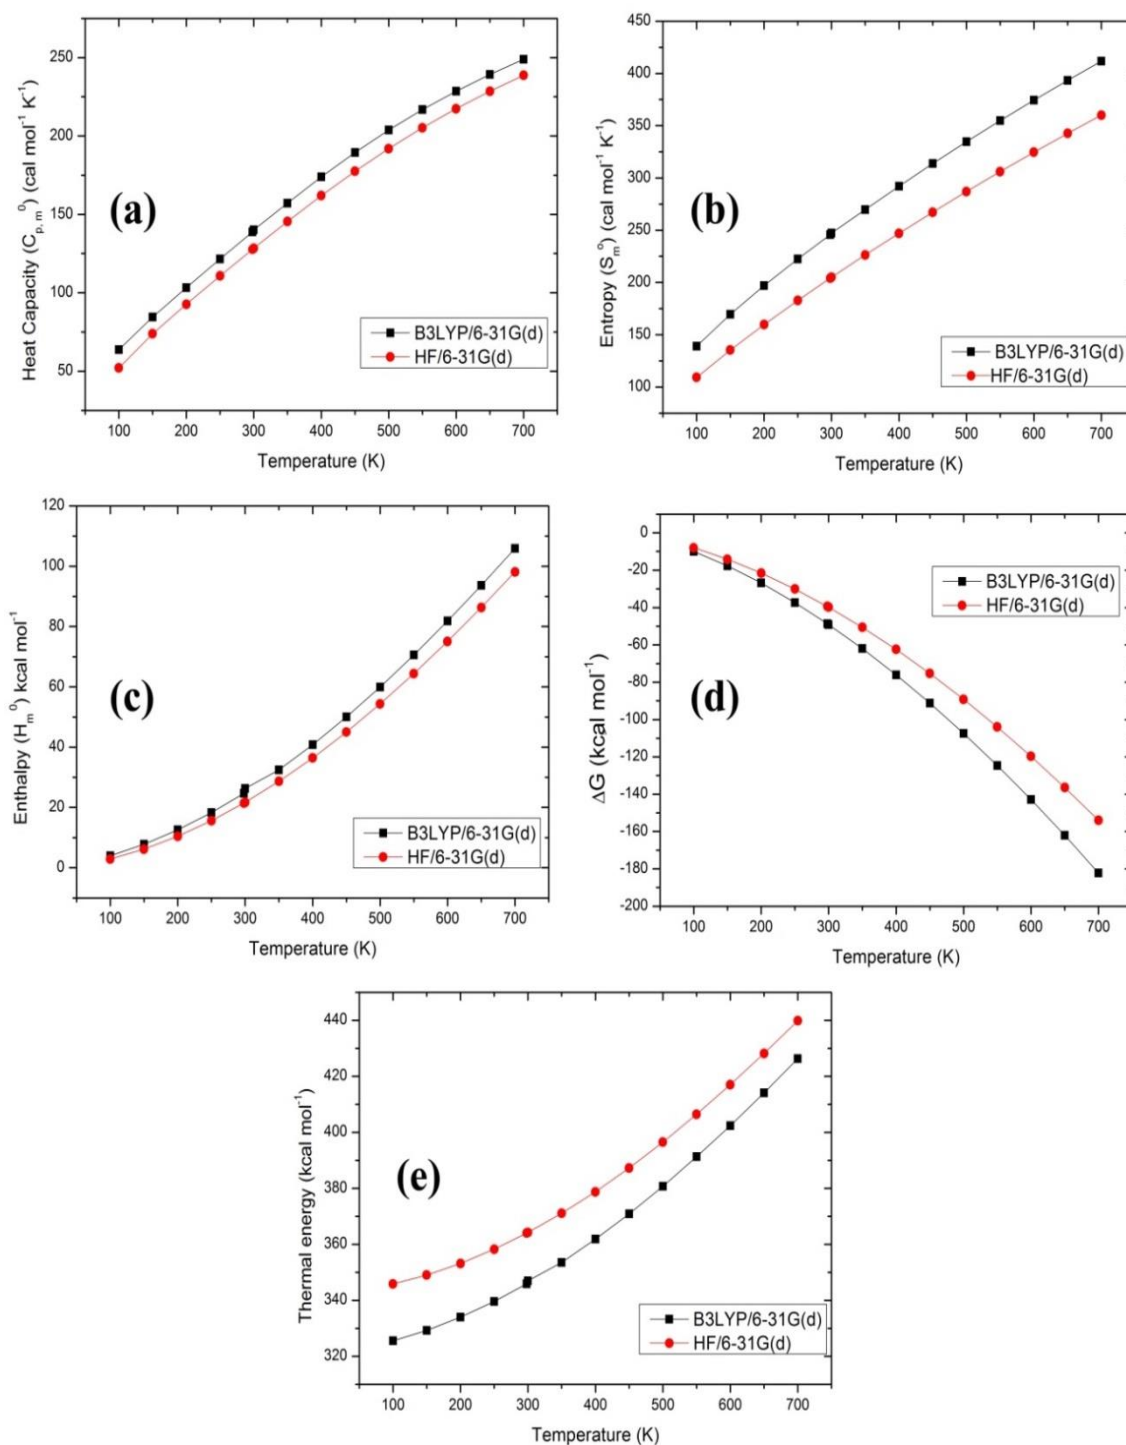 250
200
150
100
50
Heat Capacity (C p, m 0) (cal mol-1 K-1)
(a)
B3LYP/6-31G(d)
HF/6-31G(d)
100 200 300 400 500 600 700
Temperature (K)
450
400
350
300
250
200
150
100
Entropy (S m o) (cal mol-1 K-1)
(b)
B3LYP/6-31G(d)
HF/6-31G(d)
100 200 300 400 500 600 700
Temperature (K)
120
100
80
60
40
20
0
Enthalpy (H m 0) kcal mol-1
(c)
B3LYP/6-31G(d)
HF/6-31G(d)
100 200 300 400 500 600 700
Temperature (K)
0
-20
-40
-60
-80
-100
-120
-140
-160
-180
-200
ΔG (kcal mol-1)
(d)
B3LYP/6-31G(d)
HF/6-31G(d)
100 200 300 400 500 600 700
Temperature (K)
440
420
400
380
360
340
320
Thermal energy (kcal mol-1)
(e)
B3LYP/6-31G(d)
HF/6-31G(d)
100 200 300 400 500 600 700
Temperature (K)